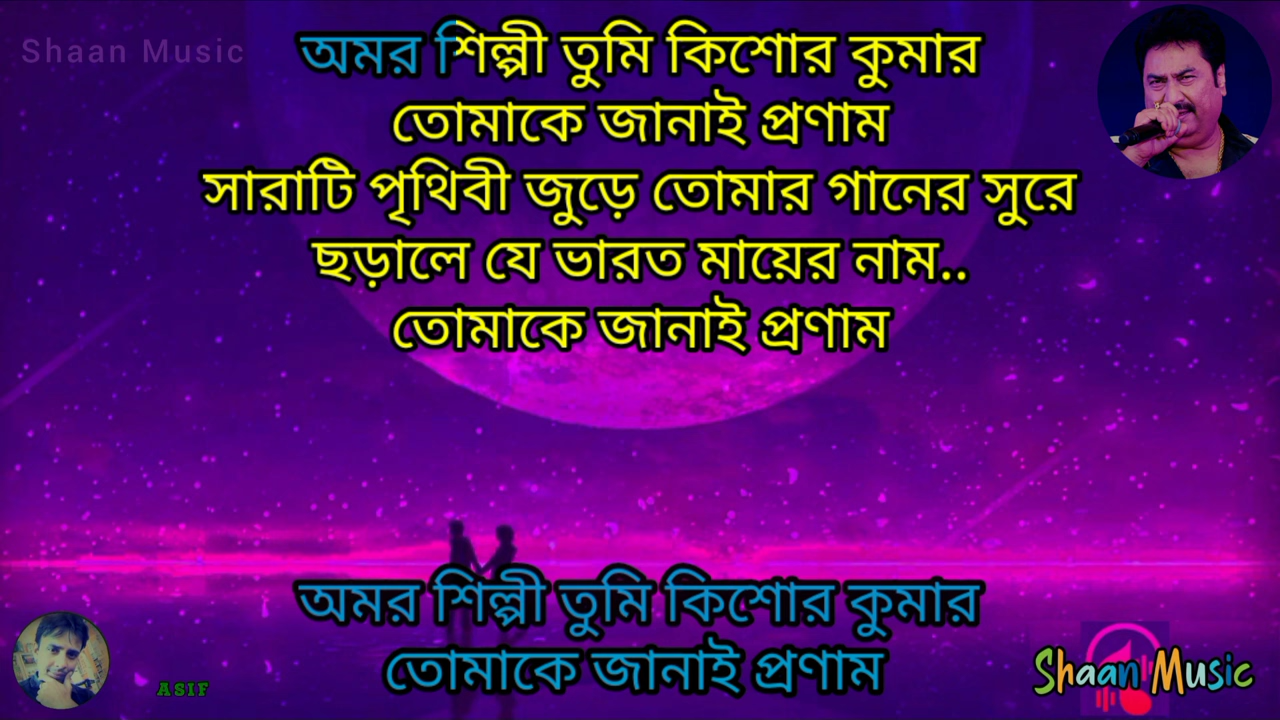 Shaan Music
অমর শিল্পী তুমি কিশোর কুমার
তোমাকে জানাই প্রণাম
সারাটি পৃথিবী জুড়ে তোমার গানের সুরে
ছড়ালে যে ভারত মায়ের নাম..
তোমাকে জানাই প্রণাম
অমর শিল্পী তুমি কিশোর কুমার
তোমাকে জানাই প্রণাম
ASIF
Shaan Music